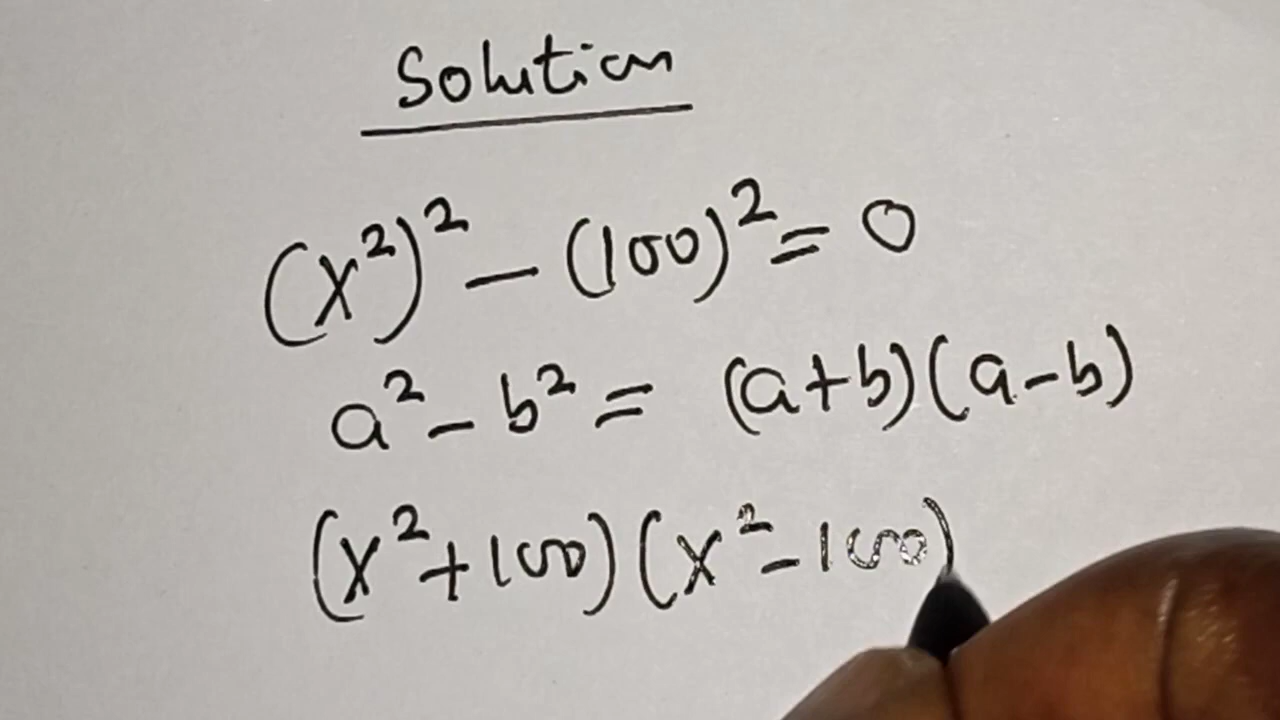 Solution
(x²)² - (100)² = 0
a² - b² = (a+b)(a-b)
(x²+100)(x²-100)